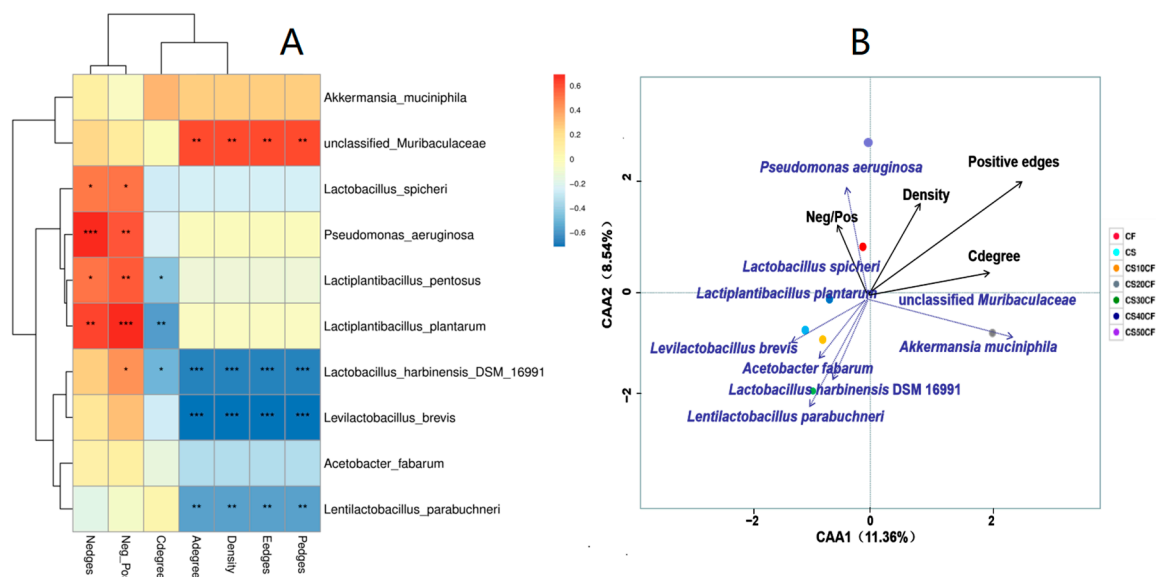 A
B
Akkermansia_muciniphila
unclassified_Muribaculaceae
Lactobacillus_spicheri
Pseudomonas_aeruginosa
Lactiplantibacillus_pentosus
Lactiplantibacillus_plantarum
Lactobacillus_harbinensis_DSM_16991
Levilactobacillus_brevis
Acetobacter_fabarum
Lentilactobacillus_parabuchneri
** ** ** **
* *
*** **
* ** *
** *** **
* * *** *** *** ***
*** *** *** ***
** ** ** **
Nedges
Neg_Po
Cdegree
Adegree
Density
Eedges
Pedges
0.6
0.4
0.2
0
−0.2
−0.4
−0.6
Pseudomonas aeruginosa
Positive edges
Density
Neg/Pos
Cdegree
Lactobacillus spicheri
Lactiplantibacillus plantarum
unclassified Muribaculaceae
Levilactobacillus brevis
Akkermansia muciniphila
Acetobacter fabarum
Lactobacillus harbinensis DSM 16991
Lentilactobacillus parabuchneri
CAA2（8.54%）
2
0
−2
−2
0
2
CAA1（11.36%）
CF
CS
CS10CF
CS20CF
CS30CF
CS40CF
CS50CF